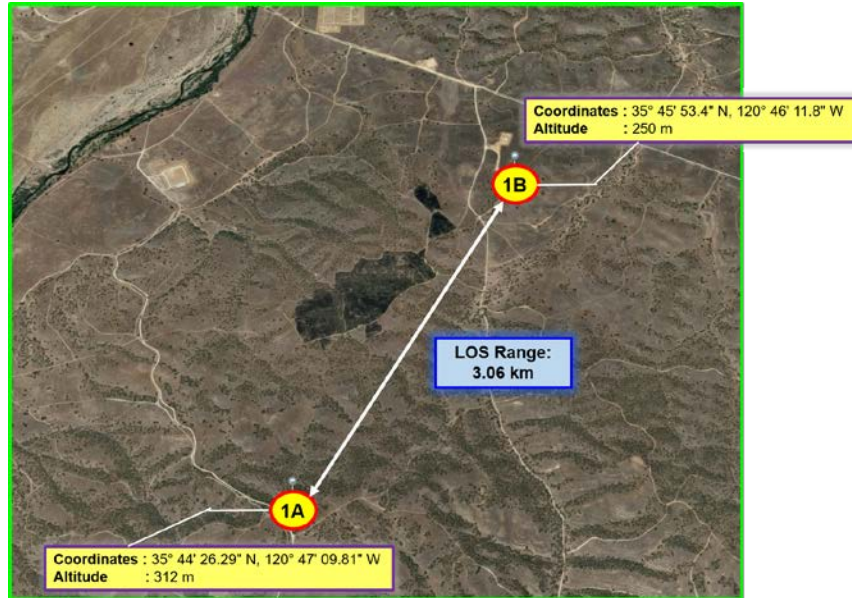 Coordinates : 35° 45' 53.4" N, 120° 46' 11.8" W
Altitude : 250 m
1B
LOS Range:
3.06 km
1A
Coordinates : 35° 44' 26.29" N, 120° 47' 09.81" W
Altitude : 312 m